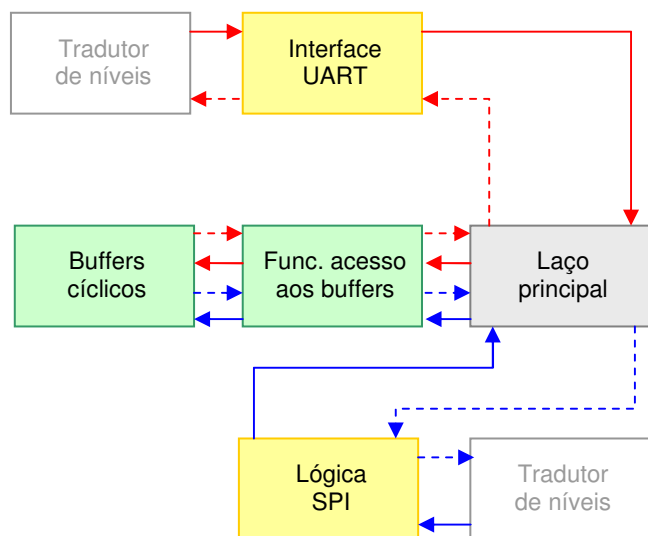 Tradutor
de níveis
Interface
UART
Buffers
cíclicos
Func. acesso
aos buffers
Laço
principal
Lógica
SPI
Tradutor
de níveis